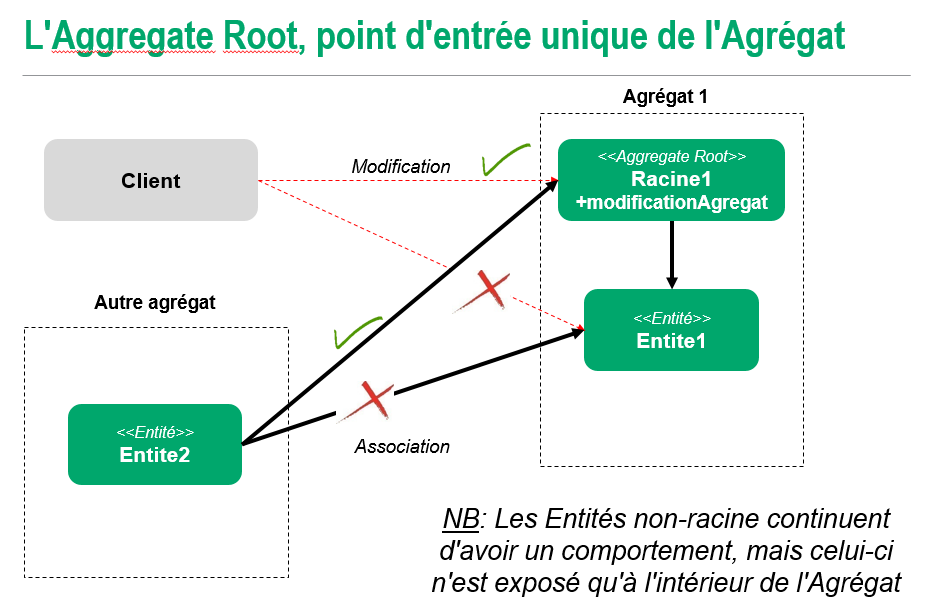 L'Aggregate Root, point d'entrée unique de l'Agrégat
Agrégat 1
Client
Modification
<<Aggregate Root>>
Racine1
+modificationAgregat
Autre agrégat
<<Entité>>
Entite1
<<Entité>>
Entite2
Association
NB: Les Entités non-racine continuent
d'avoir un comportement, mais celui-ci
n'est exposé qu'à l'intérieur de l'Agrégat